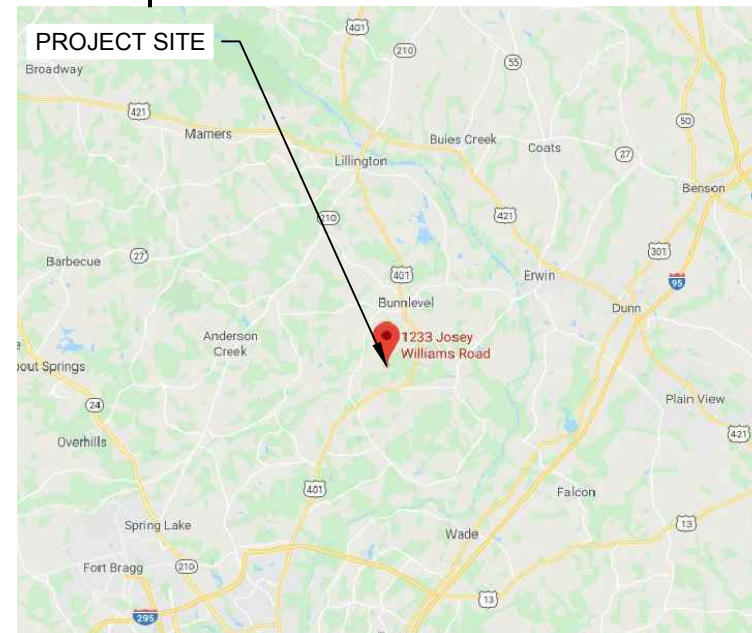 PROJECT SITE
401
210
55
Broadway
421
50
Mamers
Buies Creek
Coats
Lillington
27
Benson
210
421
301
Barbecue
27
401
Erwin
95
Bunnlevel
Dunn
Anderson
Creek
1233 Josey
Williams Road
out Springs
24
Plain View
Overhills
421
401
Falcon
Spring Lake
13
Wade
Fort Bragg
210
13
295